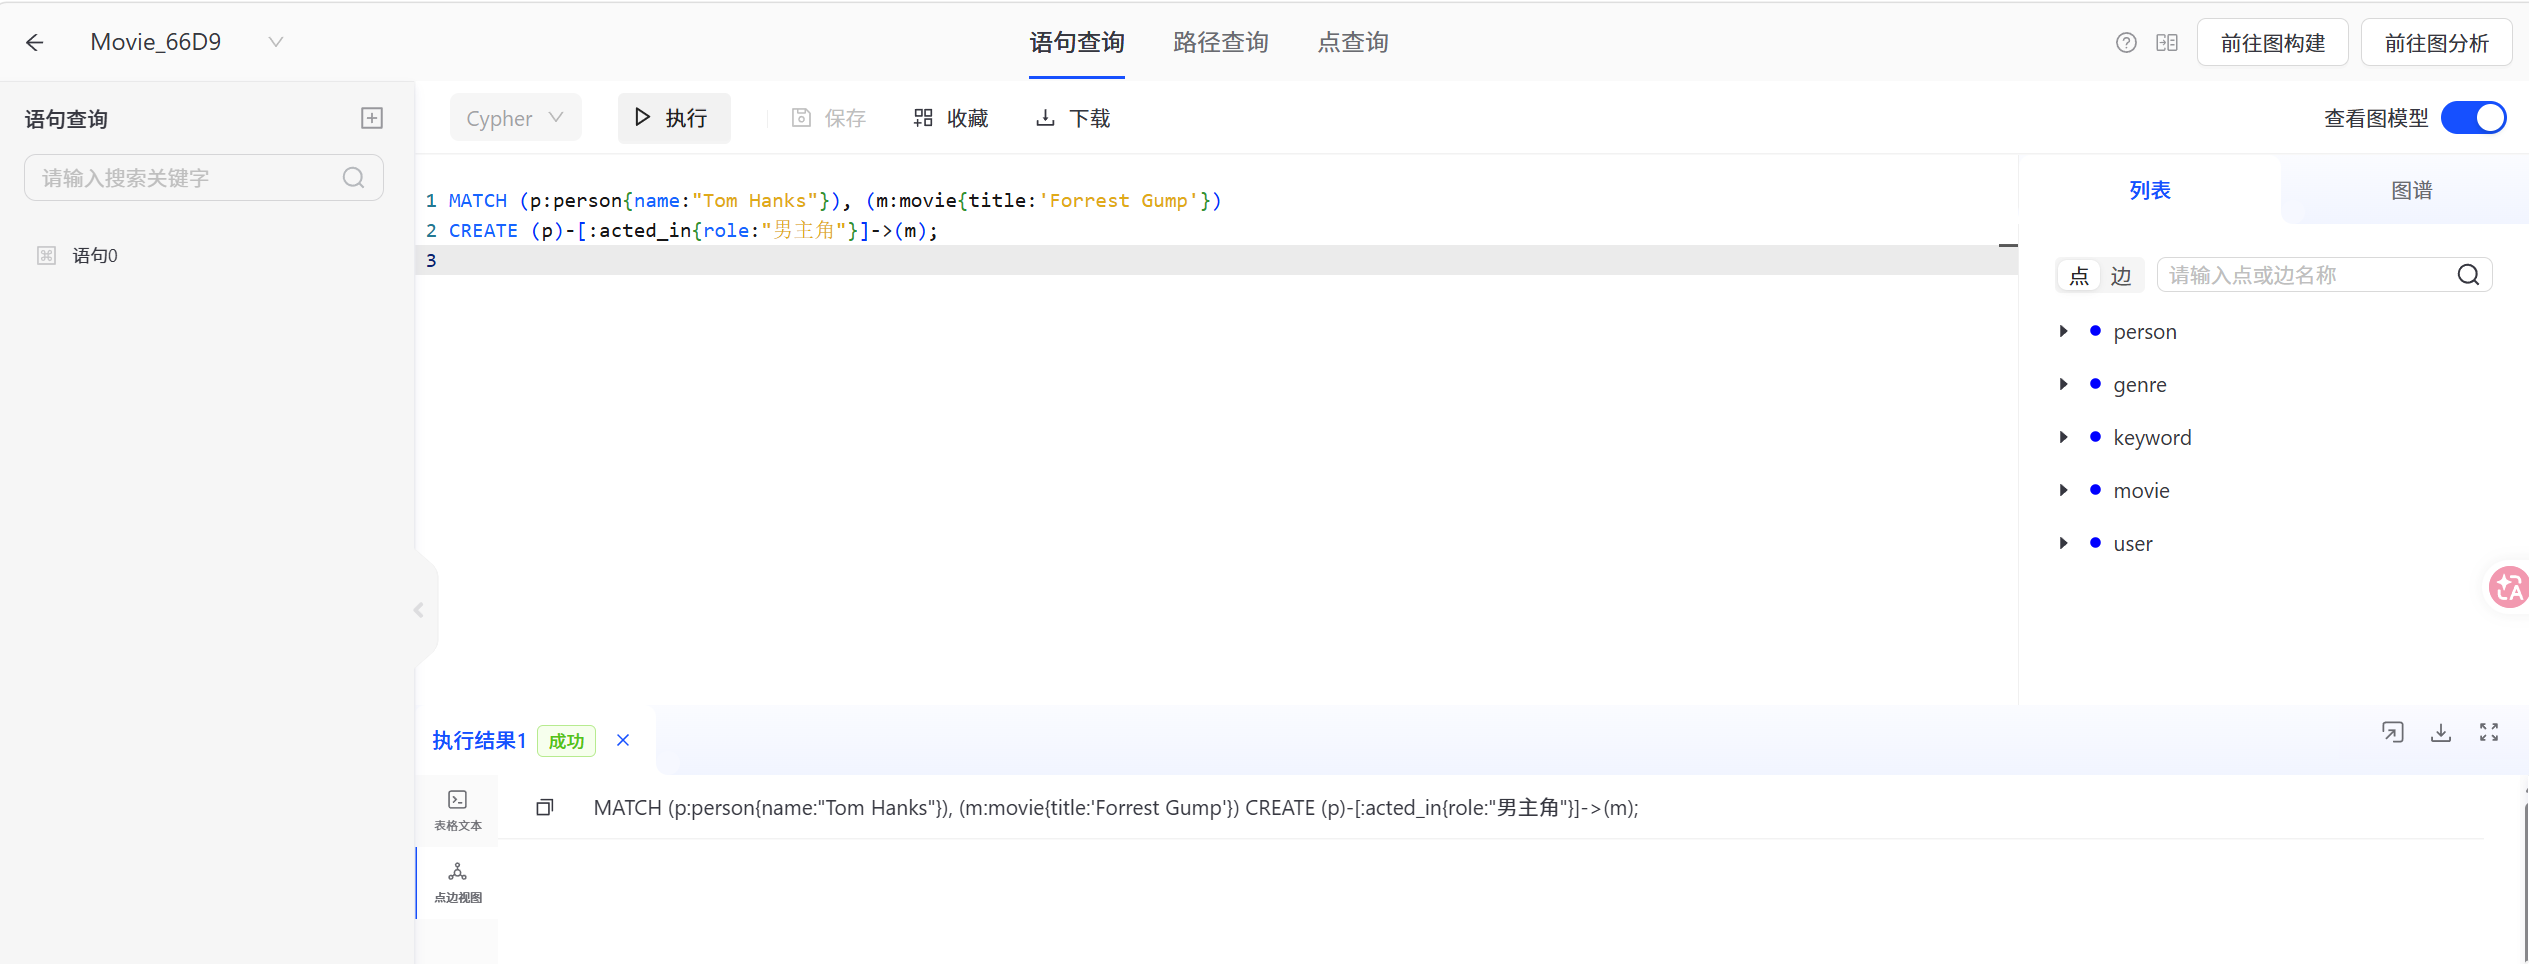 Movie_66D9
语句查询 路径查询 点查询
前往图构建 前往图分析
语句查询
请输入搜索关键字
语句0
Cypher 执行 保存 收藏 下载
查看图模型
1 MATCH (p:person{name:"Tom Hanks"}), (m:movie{title:'Forrest Gump'})
2 CREATE (p)-[:acted_in{role:"男主角"}]->(m);
3
列表 图谱
点 边 请输入点或边名称
person
genre
keyword
movie
user
执行结果1 成功
表格文本
MATCH (p:person{name:"Tom Hanks"}), (m:movie{title:'Forrest Gump'}) CREATE (p)-[:acted_in{role:"男主角"}]->(m);
点边视图